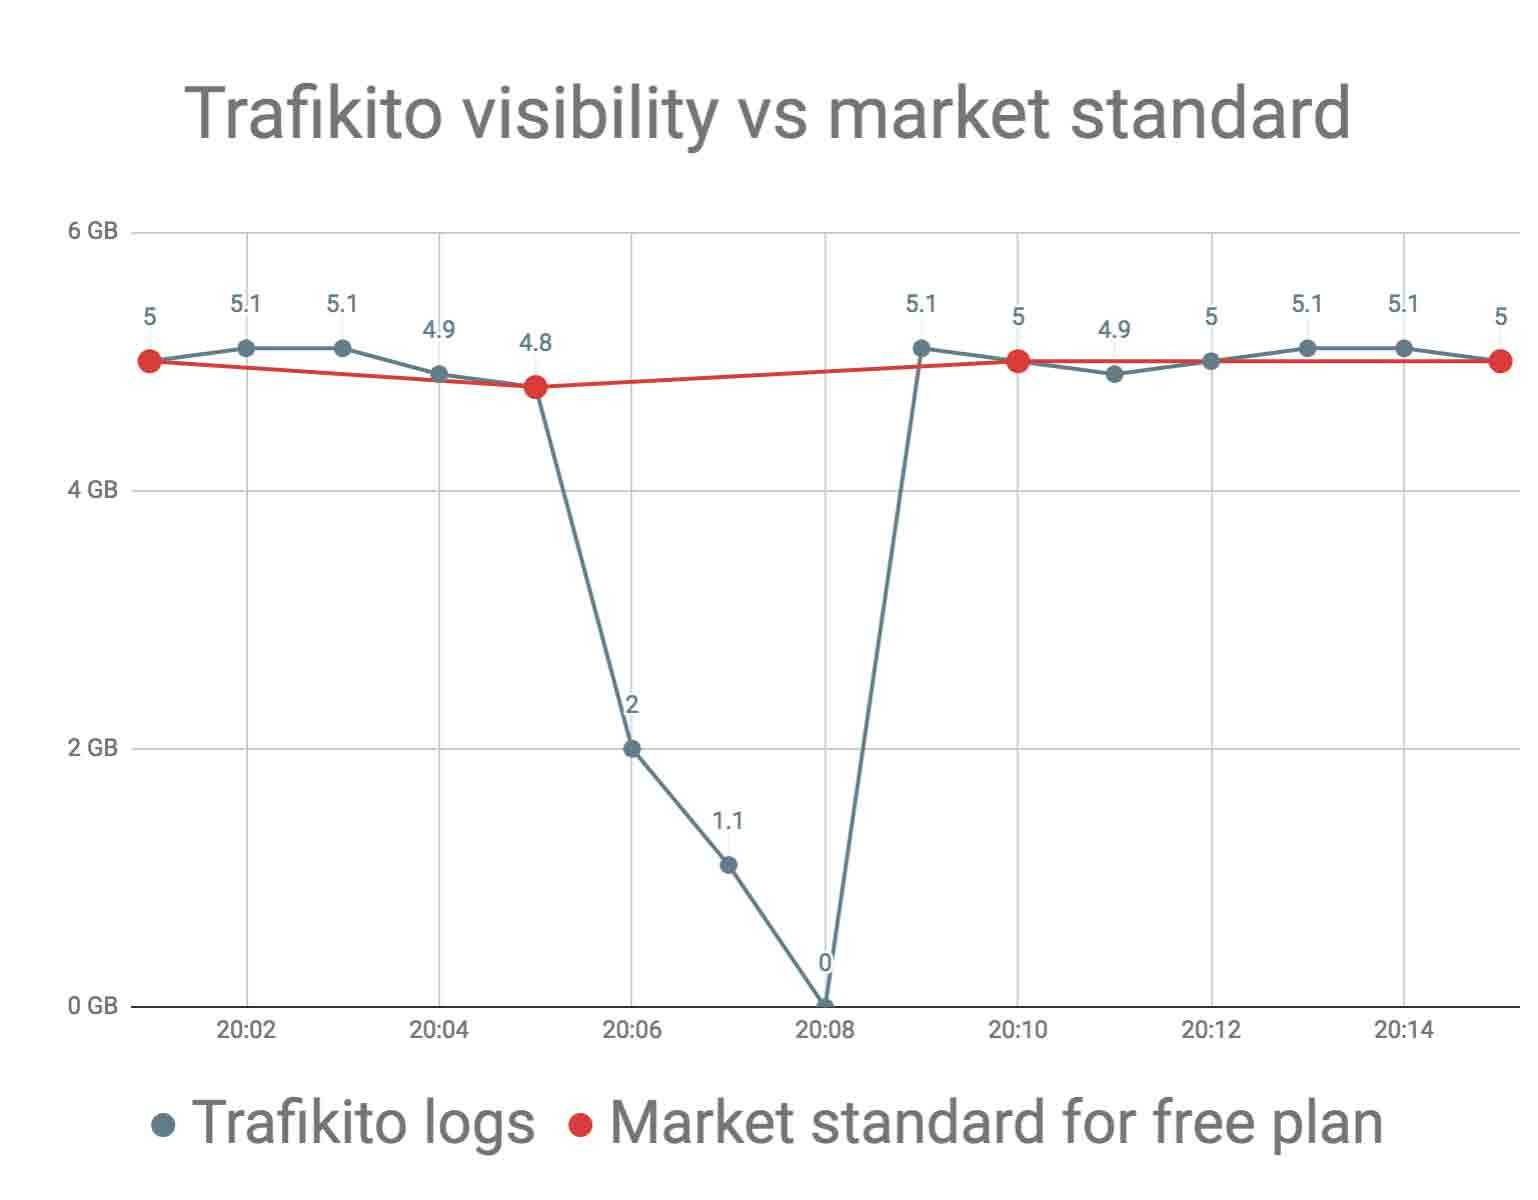 Trafikito visibility vs market standard
6 GB
5 5.1 5.1 4.9 4.8 5.1 5 4.9 5 5.1 5.1 5
4 GB
2
2 GB
1.1
0
0 GB
20:02 20:04 20:06 20:08 20:10 20:12 20:14
Trafikito logs Market standard for free plan